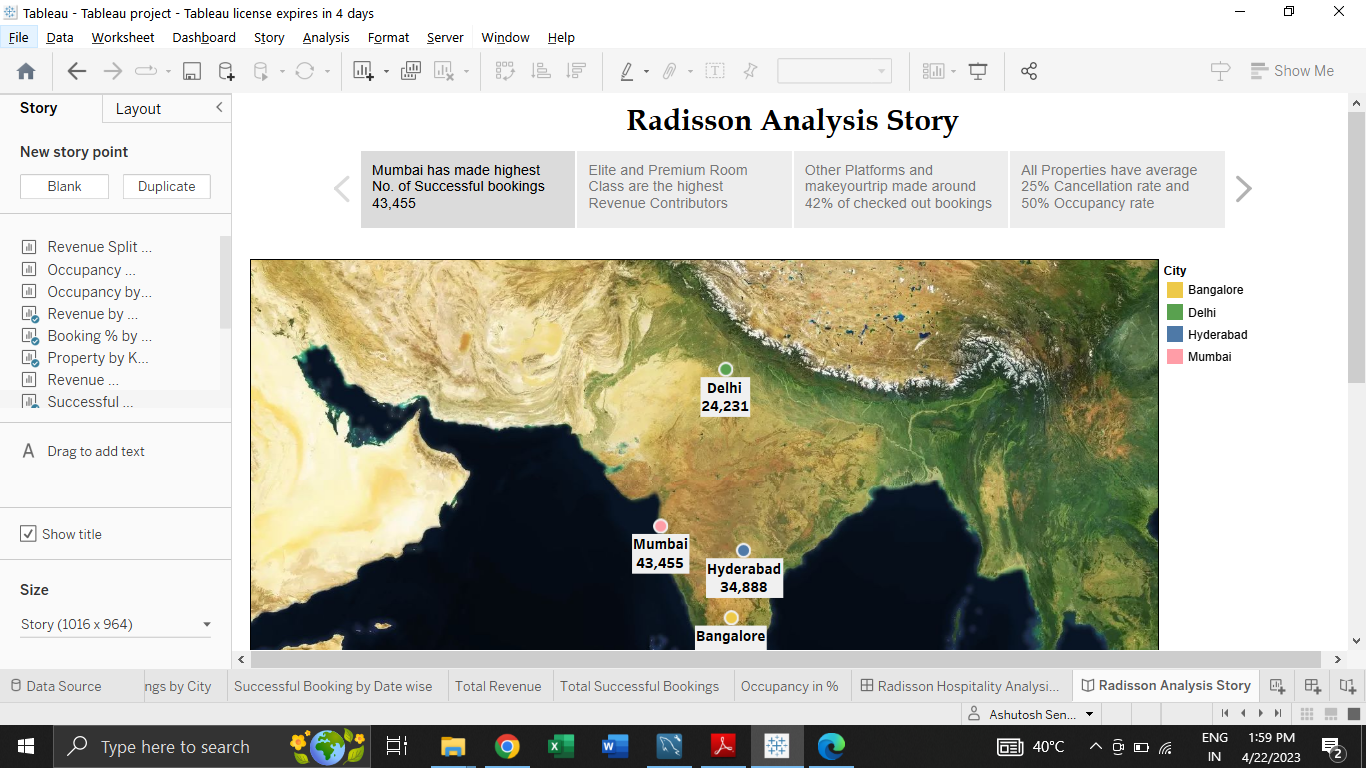 Tableau - Tableau project - Tableau license expires in 4 days
File Data Worksheet Dashboard Story Analysis Format Server Window Help
Show Me
Story Layout
New story point
Blank Duplicate
Revenue Split ...
Occupancy ...
Occupancy by...
Revenue by ...
Booking % by ...
Property by K...
Revenue ...
Successful ...
A Drag to add text
Show title
Size
Story (1016 x 964)
Radisson Analysis Story
Mumbai has made highest
No. of Successful bookings
43,455
Elite and Premium Room
Class are the highest
Revenue Contributors
Other Platforms and
makeyourtrip made around
42% of checked out bookings
All Properties have average
25% Cancellation rate and
50% Occupancy rate
City
Bangalore
Delhi
Hyderabad
Mumbai
Delhi
24,231
Mumbai
43,455
Hyderabad
34,888
Bangalore
Data Source ngs by City Successful Booking by Date wise Total Revenue Total Successful Bookings Occupancy in % Radisson Hospitality Analysi... Radisson Analysis Story
Ashutosh Sen...
Type here to search
40°C
ENG
IN
1:59 PM
4/22/2023
2